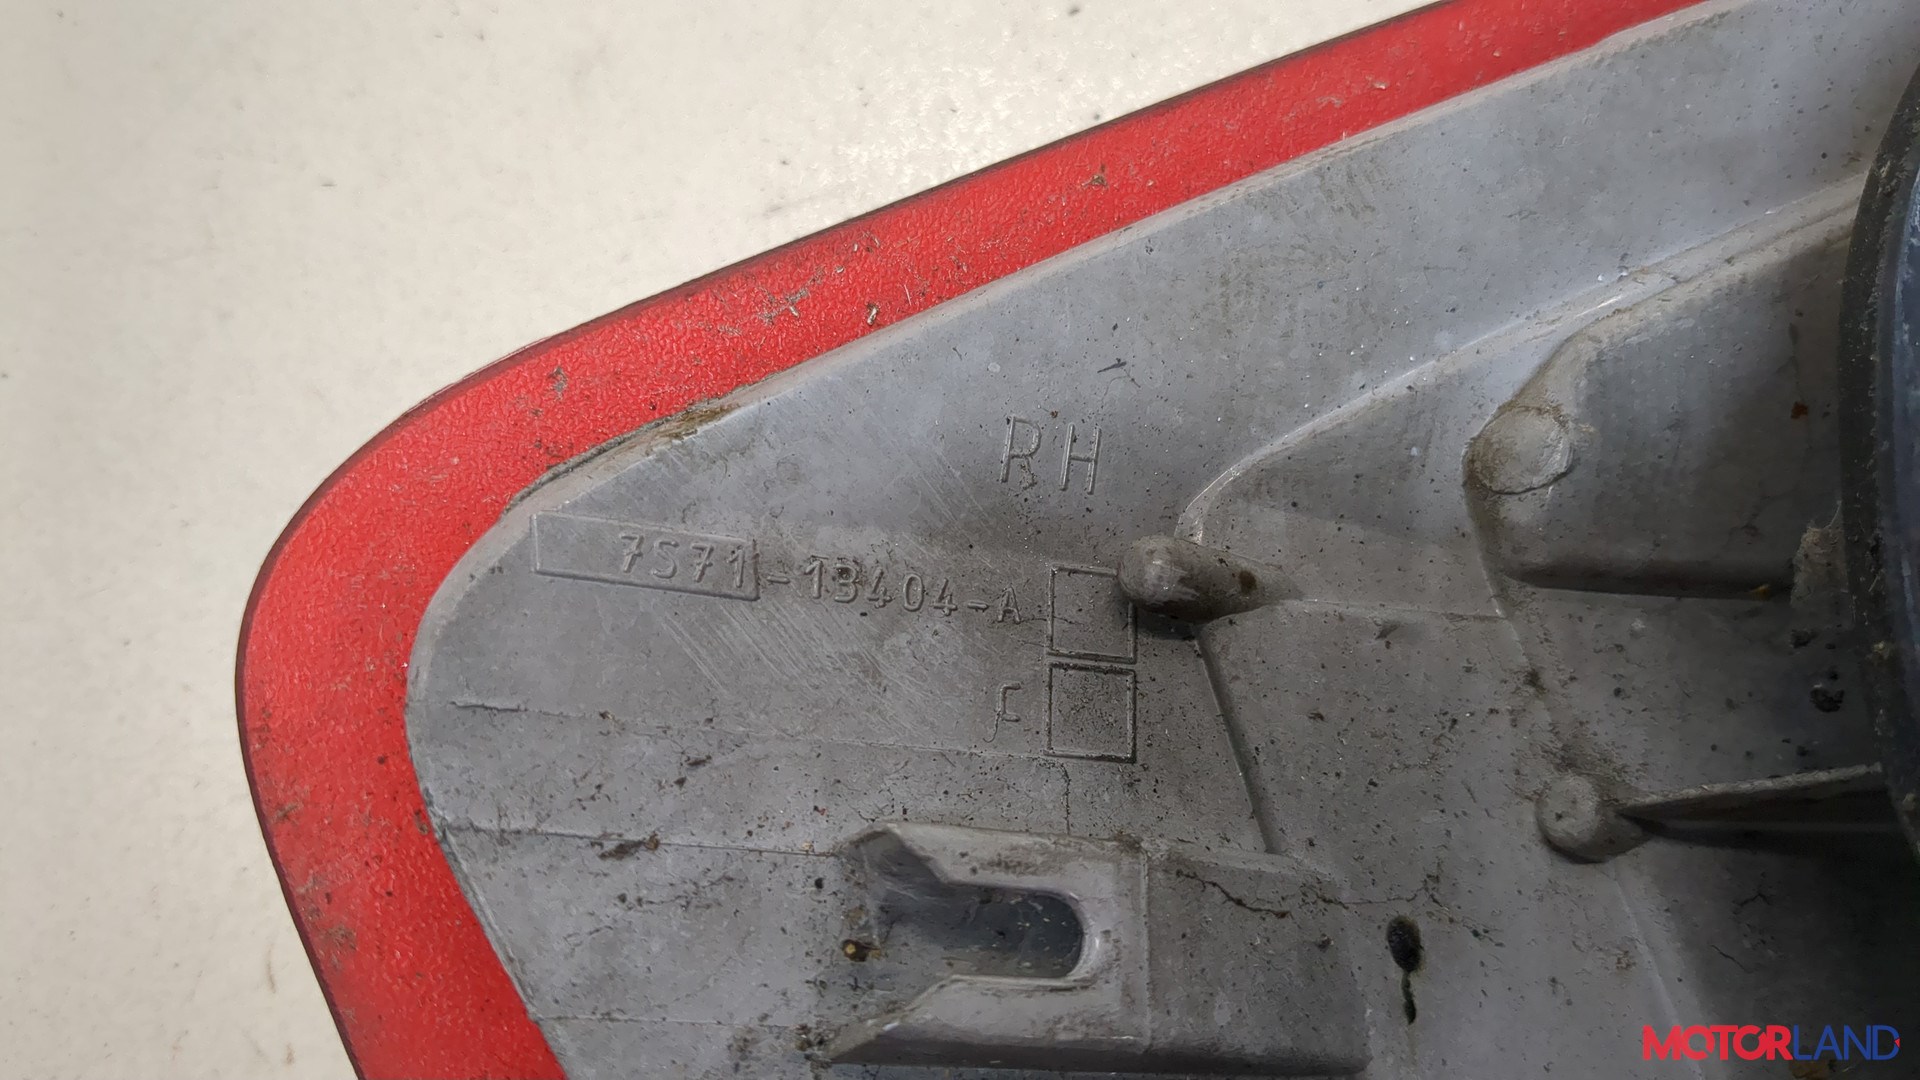 RH
7S71-13404-A
F
MOTORLAND